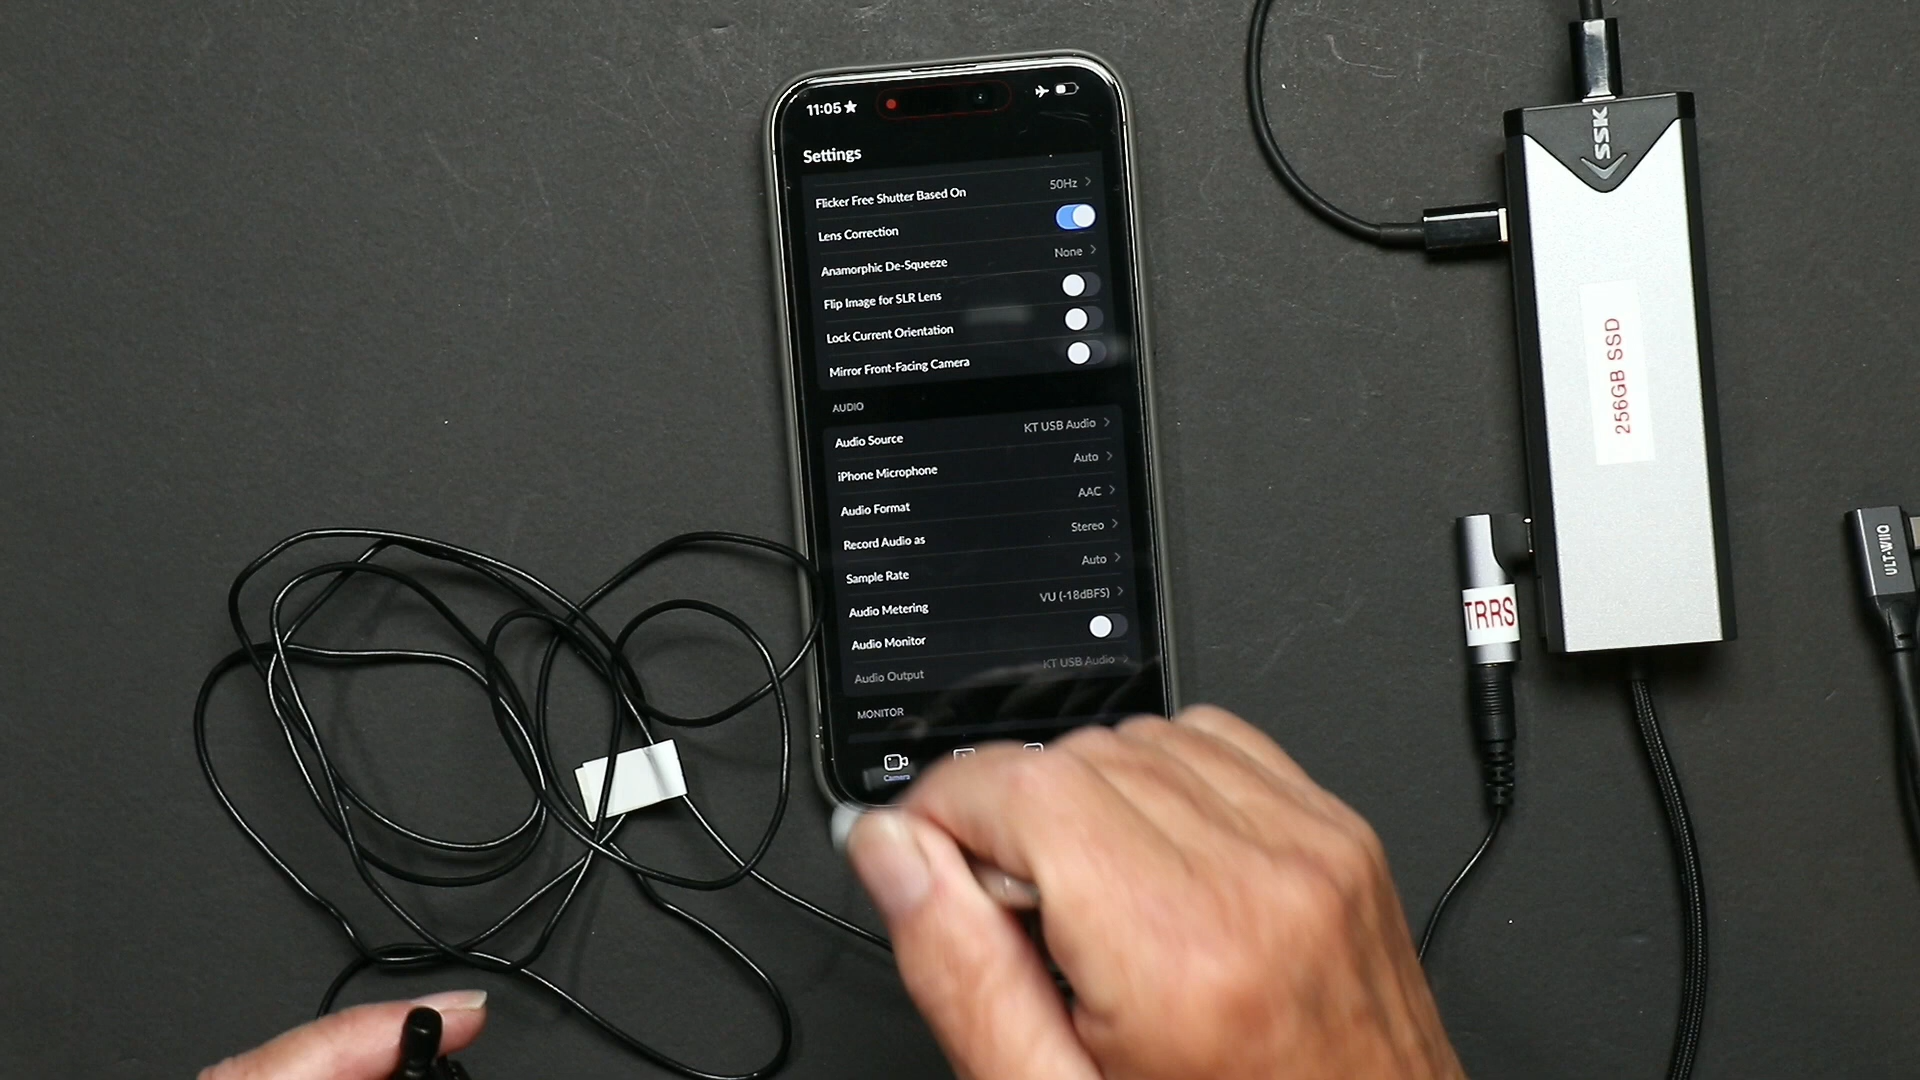 11:05
Settings
Flicker Free Shutter Based On 50Hz
Lens Correction
Anamorphic De-Squeeze None
Flip Image for SLR Lens
Lock Current Orientation
Mirror Front-Facing Camera
AUDIO
Audio Source KT USB Audio
iPhone Microphone Auto
Audio Format AAC
Record Audio as Stereo
Sample Rate Auto
Audio Metering VU (-18dBFS)
Audio Monitor
Audio Output KT USB Audio
MONITOR
Camera
SSK
256GB SSD
TRRS
ULT-WIIQ